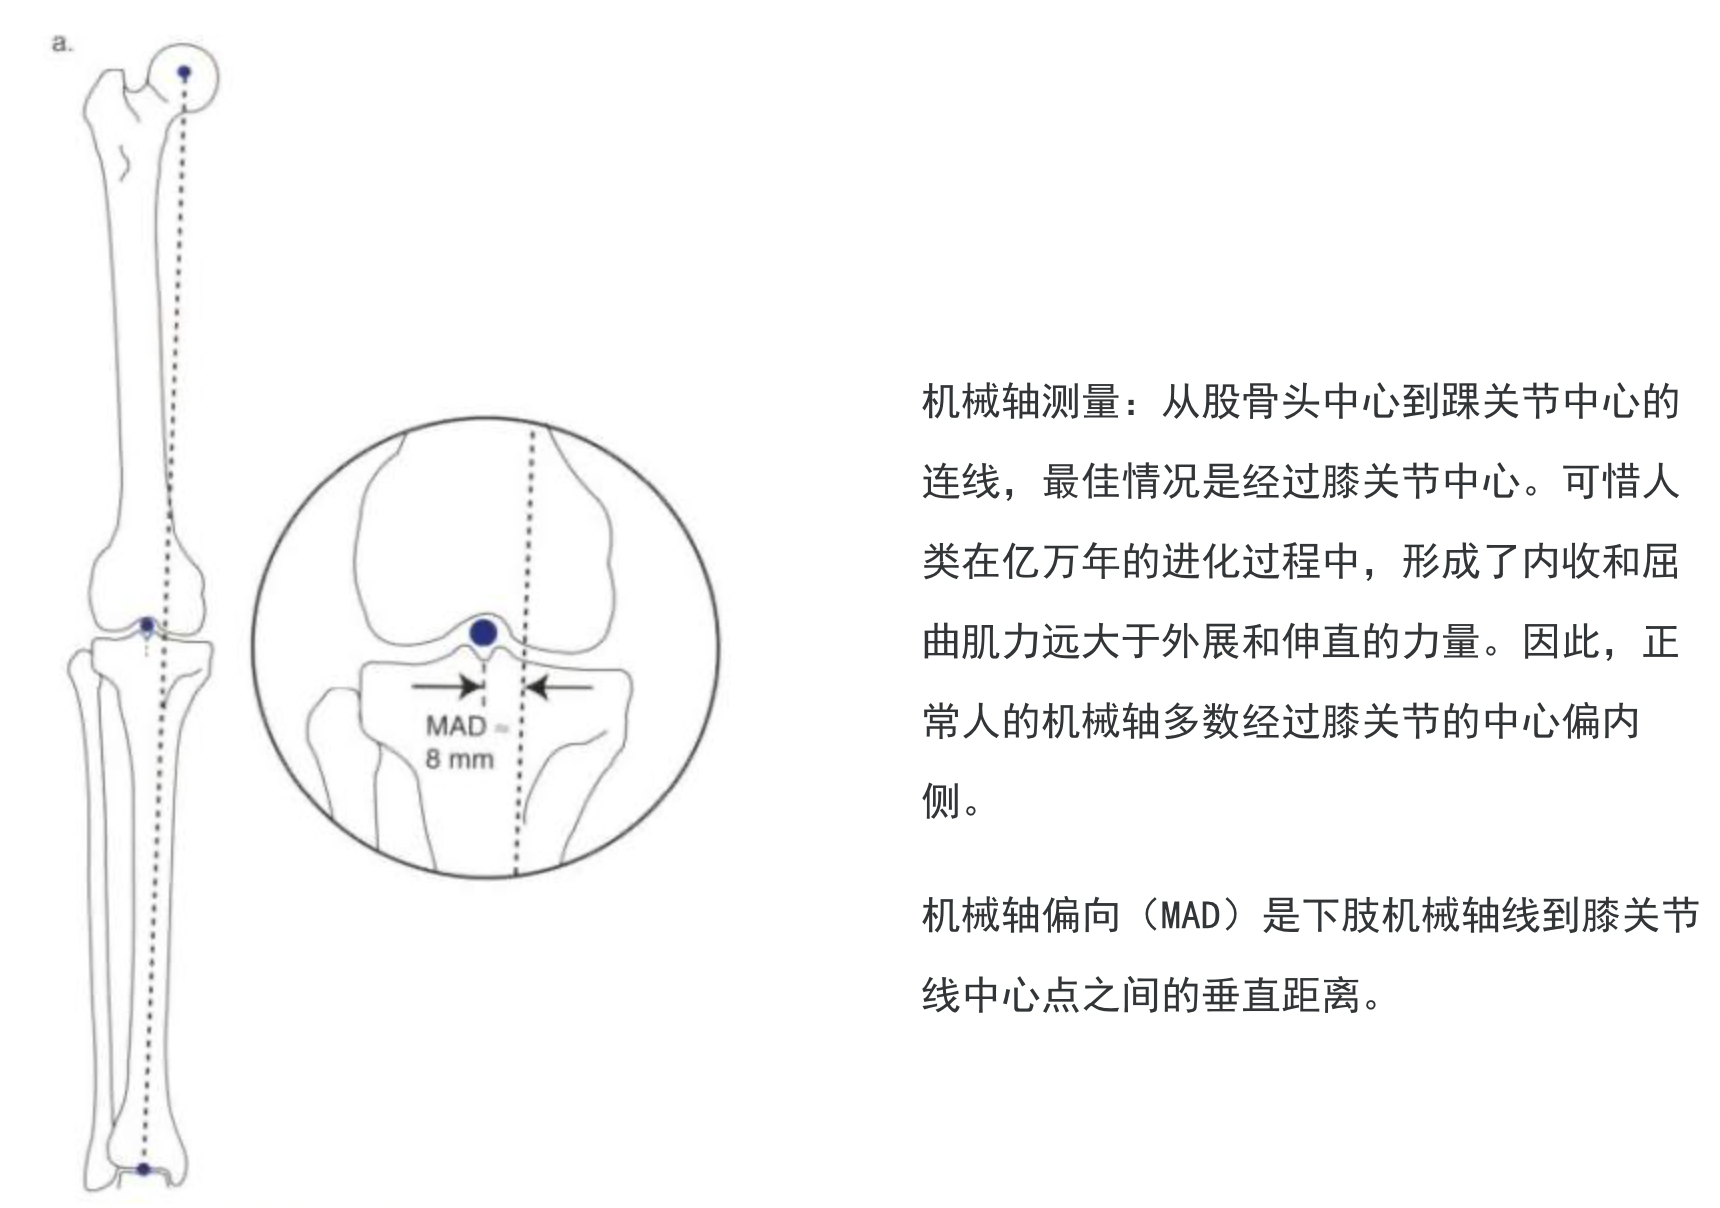 a.
MAD ≈
8 mm
机械轴测量：从股骨头中心到踝关节中心的
连线，最佳情况是经过膝关节中心。可惜人
类在亿万年的进化过程中，形成了内收和屈
曲肌力远大于外展和伸直的力量。因此，正
常人的机械轴多数经过膝关节的中心偏内
侧。
机械轴偏向（MAD）是下肢机械轴线到膝关节
线中心点之间的垂直距离。